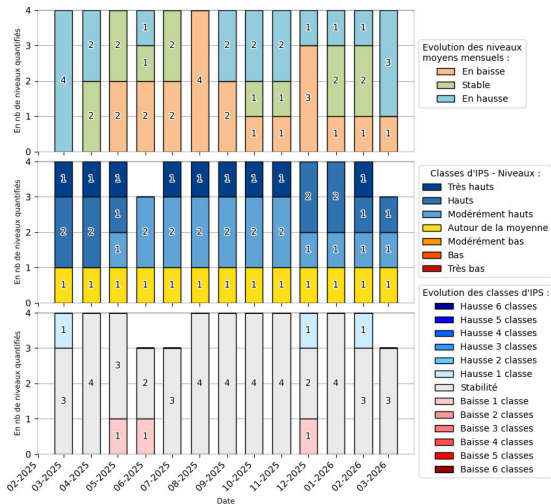 En nb de niveaux quantifiés
4
3
2
1
0
1 1 1 1
2 2 2 2 2 2
1 3
4 4 2 2
1 1 3
2 2 2 2 2
1 1 1 1 1 1
Evolution des niveaux
moyens mensuels :
En baisse
Stable
En hausse
En nb de niveaux quantifiés
4
3
2
1
0
1 1 1 1 1 1 1 1 1
2 2
1 1 1
2 2 2 2 2 2 2 2
1 1 1 1
1 1 1 1 1 1 1 1 1 1 1 1 1
Classes d'IPS - Niveaux :
Très hauts
Hauts
Modérément hauts
Autour de la moyenne
Modérément bas
Bas
Très bas
En nb de niveaux quantifiés
4
3
2
1
0
1 1 1
3
4 2 4 4 4 4 2 4
3 3 3 3
1 1 1
02-2025
03-2025
04-2025
05-2025
06-2025
07-2025
08-2025
09-2025
10-2025
11-2025
12-2025
01-2026
02-2026
03-2026
Date
Evolution des classes d'IPS :
Hausse 6 classes
Hausse 5 classes
Hausse 4 classes
Hausse 3 classes
Hausse 2 classes
Hausse 1 classe
Stabilité
Baisse 1 classe
Baisse 2 classes
Baisse 3 classes
Baisse 4 classes
Baisse 5 classes
Baisse 6 classes